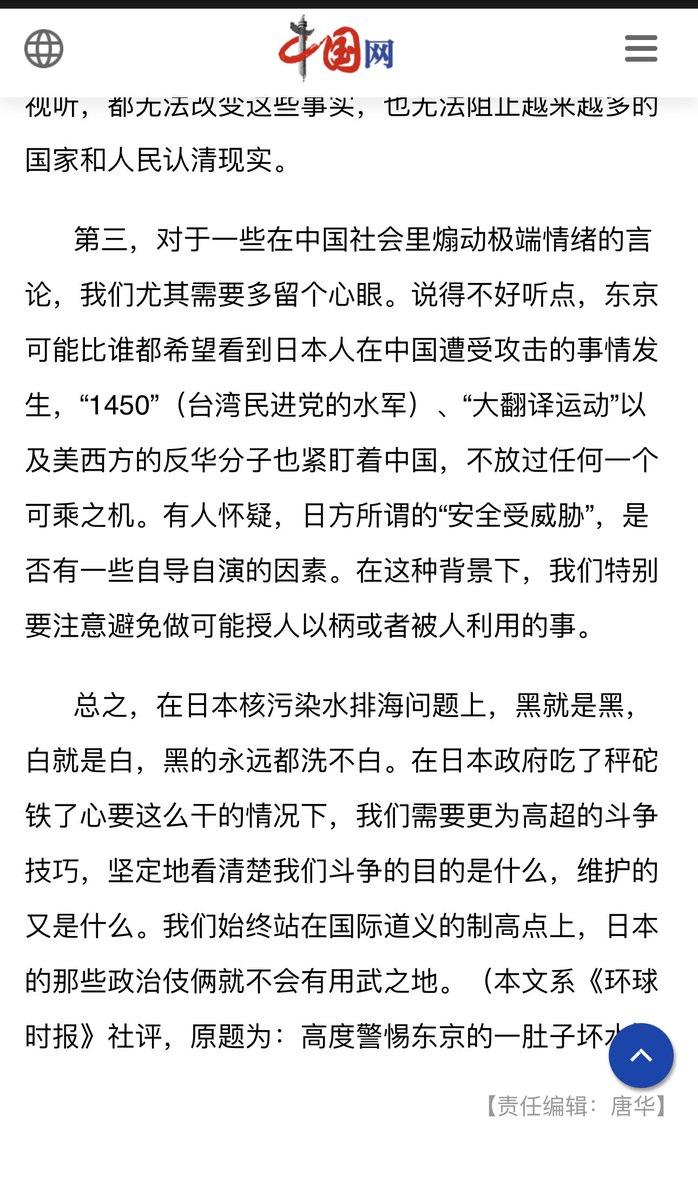 中国网
视听，都无法改变这些事实，也无法阻止越来越多的
国家和人民认清现实。
第三，对于一些在中国社会里煽动极端情绪的言
论，我们尤其需要多留个心眼。说得不好听点，东京
可能比谁都希望看到日本人在中国遭受攻击的事情发
生，“1450”（台湾民进党的水军）、“大翻译运动”以
及美西方的反华分子也紧盯着中国，不放过任何一个
可乘之机。有人怀疑，日方所谓的“安全受威胁”，是
否有一些自导自演的因素。在这种背景下，我们特别
要注意避免做可能授人以柄或者被人利用的事。
总之，在日本核污染水排海问题上，黑就是黑，
白就是白，黑的永远都洗不白。在日本政府吃了秤砣
铁了心要这么干的情况下，我们需要更为高超的斗争
技巧，坚定地看清楚我们斗争的目的是什么，维护的
又是什么。我们始终站在国际道义的制高点上，日本
的那些政治伎俩就不会有用武之地。（本文系《环球
时报》社评，原题为：高度警惕东京的一肚子坏水
【责任编辑：唐华】